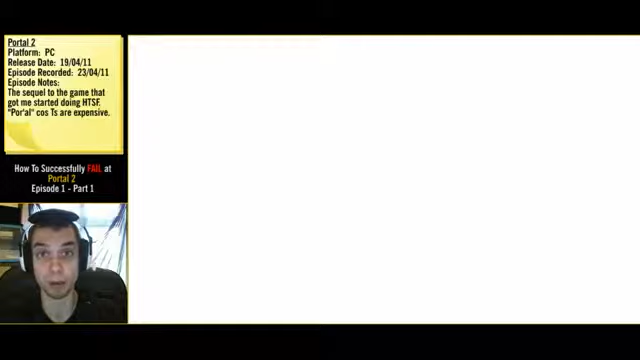 Portal 2
Platform: PC
Release Date: 19/04/11
Episode Recorded: 23/04/11
Episode Notes:
The sequel to the game that
got me started doing HTSF.
"Por'al" cos Ts are expensive.
How To Successfully FAIL at
Portal 2
Episode 1 - Part 1